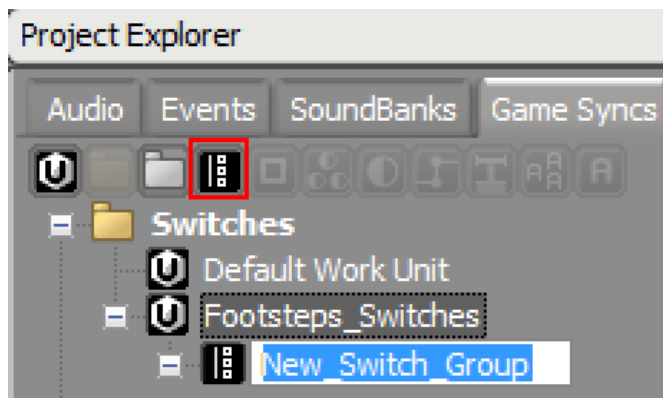 Project Explorer
Audio Events SoundBanks Game Syncs
Switches
Default Work Unit
Footsteps_Switches
New_Switch_Group